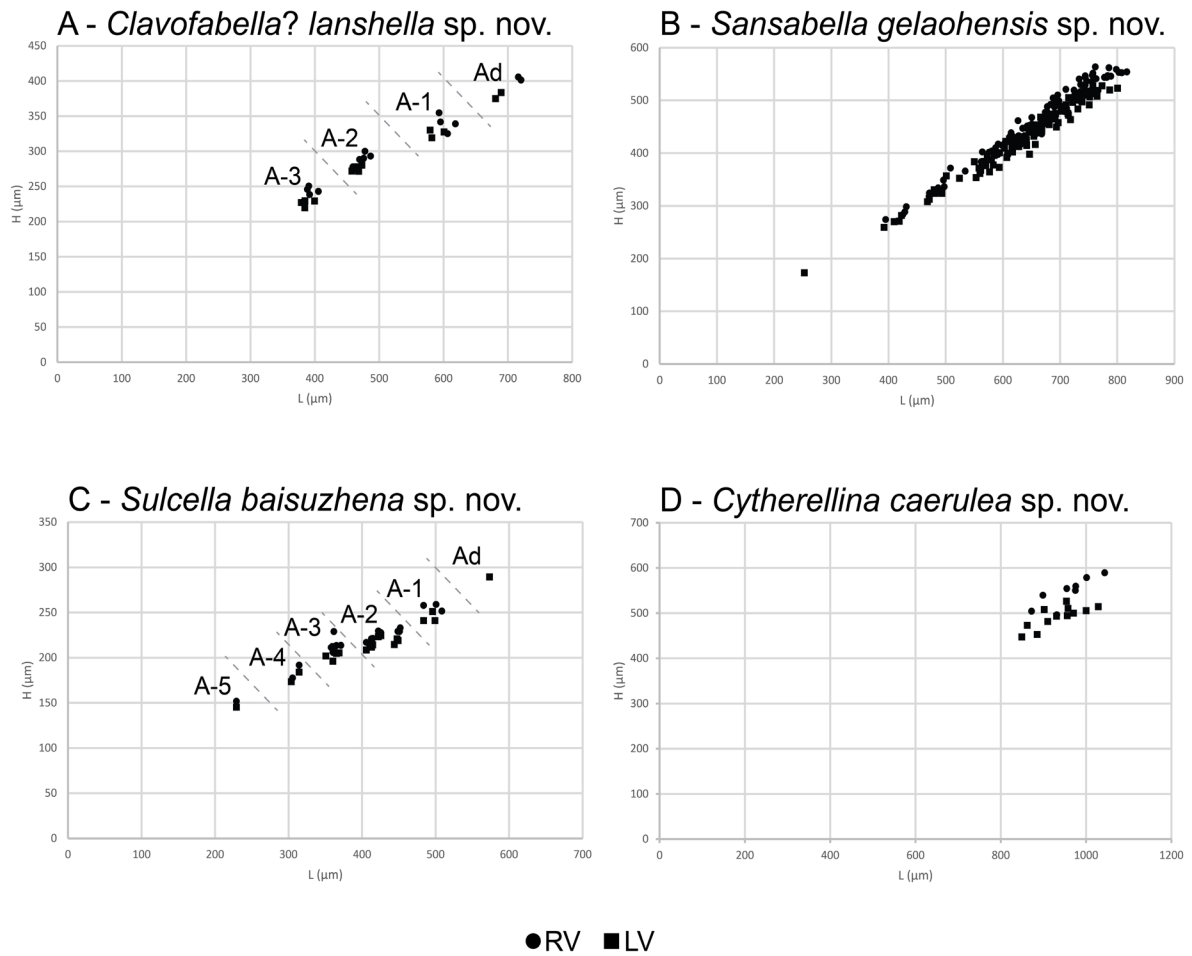 A - Clavofabella? lanshella sp. nov.
450
400
350
300
250
200
150
100
50
0
H (µm)
Ad
A-1
A-2
A-3
0 100 200 300 400 500 600 700 800
L (µm)
B - Sansabella gelaohensis sp. nov.
600
500
400
300
200
100
0
H (µm)
0 100 200 300 400 500 600 700 800 900
L (µm)
C - Sulcella baisuzhena sp. nov.
350
300
250
200
150
100
50
0
H (µm)
Ad
A-1
A-2
A-3
A-4
A-5
0 100 200 300 400 500 600 700
L (µm)
D - Cytherellina caerulea sp. nov.
700
600
500
400
300
200
100
0
H (µm)
0 200 400 600 800 1000 1200
L (µm)
RV LV